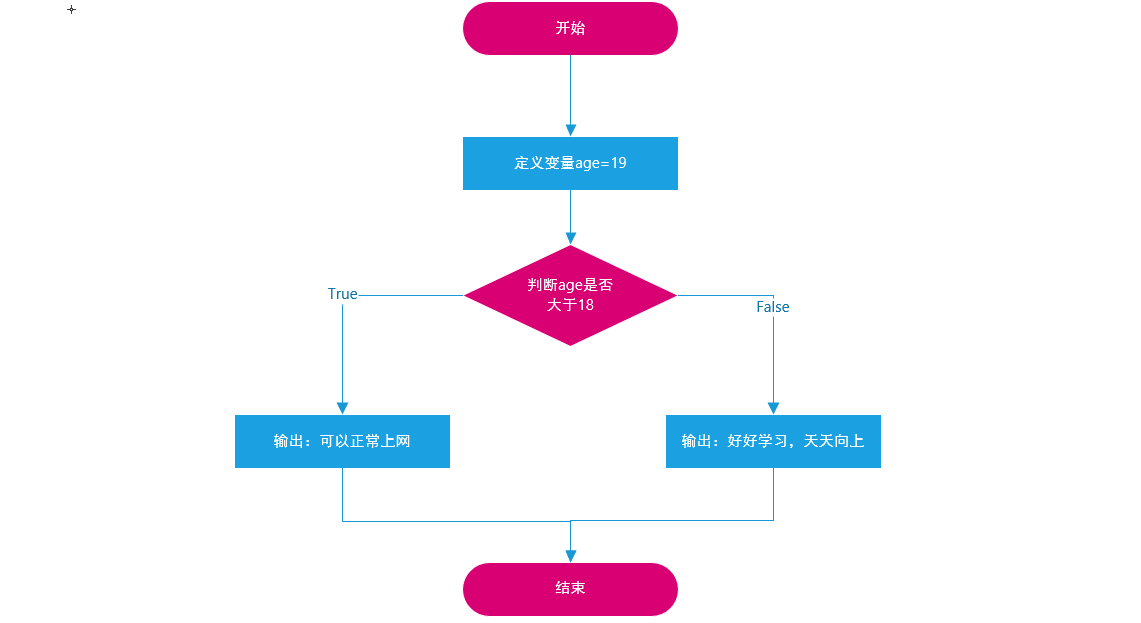 开始
定义变量age=19
判断age是否
大于18
True
False
输出：可以正常上网
输出：好好学习，天天向上
结束